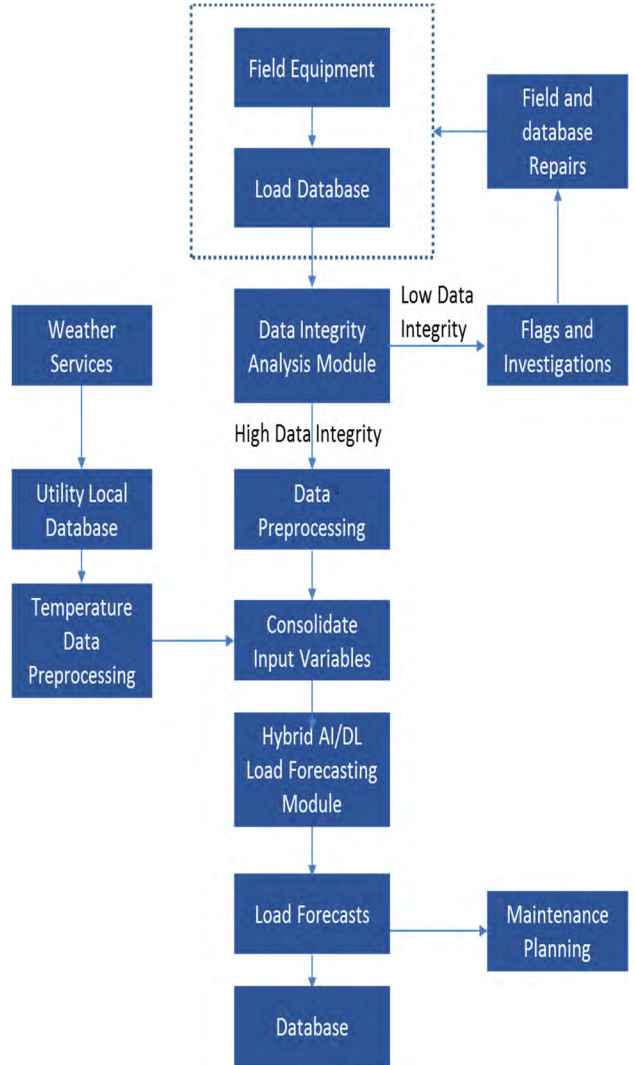 Field Equipment
Field and
database
Repairs
Load Database
Low Data
Integrity
Weather
Services
Data Integrity
Analysis Module
Flags and
Investigations
High Data Integrity
Utility Local
Database
Data
Preprocessing
Temperature
Data
Preprocessing
Consolidate
Input Variables
Hybrid AI/DL
Load Forecasting
Module
Load Forecasts
Maintenance
Planning
Database